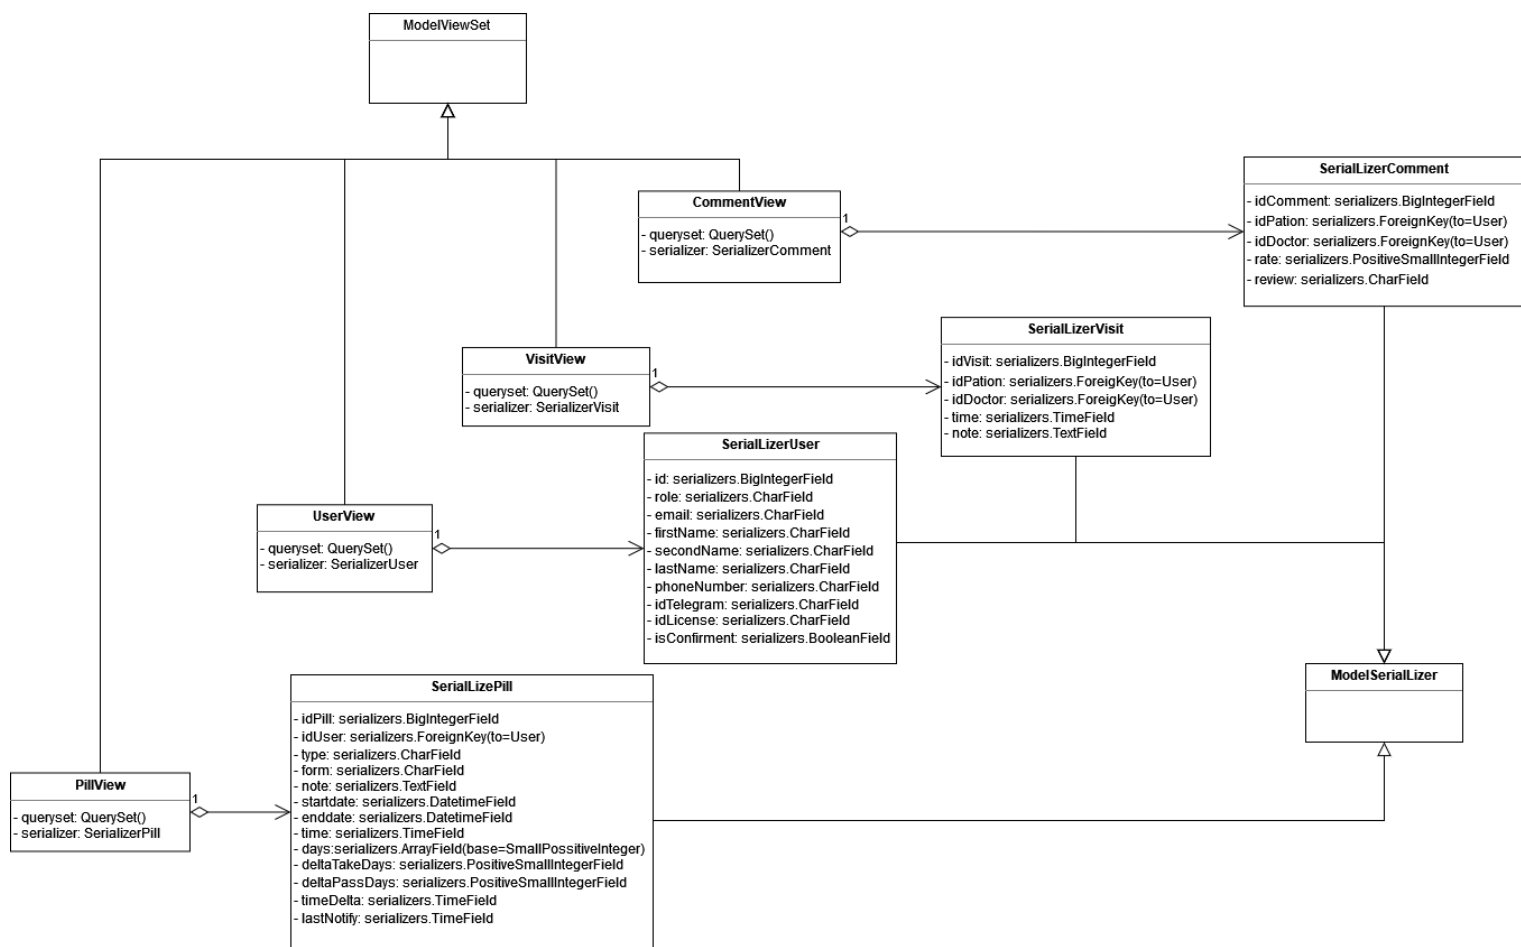 ModelViewSet
CommentView
- queryset: QuerySet()
- serializer: SerializerComment
1
SerialLizerComment
- idComment: serializers.BigIntegerField
- idPation: serializers.ForeignKey(to=User)
- idDoctor: serializers.ForeignKey(to=User)
- rate: serializers.PositiveSmallIntegerField
- review: serializers.CharField
VisitView
- queryset: QuerySet()
- serializer: SerializerVisit
1
SerialLizerVisit
- idVisit: serializers.BigIntegerField
- idPation: serializers.ForeigKey(to=User)
- idDoctor: serializers.ForeigKey(to=User)
- time: serializers.TimeField
- note: serializers.TextField
UserView
- queryset: QuerySet()
- serializer: SerializerUser
1
SerialLizerUser
- id: serializers.BigIntegerField
- role: serializers.CharField
- email: serializers.CharField
- firstName: serializers.CharField
- secondName: serializers.CharField
- lastName: serializers.CharField
- phoneNumber: serializers.CharField
- idTelegram: serializers.CharField
- idLicense: serializers.CharField
- isConfirment: serializers.BooleanField
ModelSerialLizer
PillView
- queryset: QuerySet()
- serializer: SerializerPill
1
SerialLizePill
- idPill: serializers.BigIntegerField
- idUser: serializers.ForeignKey(to=User)
- type: serializers.CharField
- form: serializers.CharField
- note: serializers.TextField
- startdate: serializers.DatetimeField
- enddate: serializers.DatetimeField
- time: serializers.TimeField
- days:serializers.ArrayField(base=SmallPossitiveInteger)
- deltaTakeDays: serializers.PositiveSmallIntegerField
- deltaPassDays: serializers.PositiveSmallIntegerField
- timeDelta: serializers.TimeField
- lastNotify: serializers.TimeField